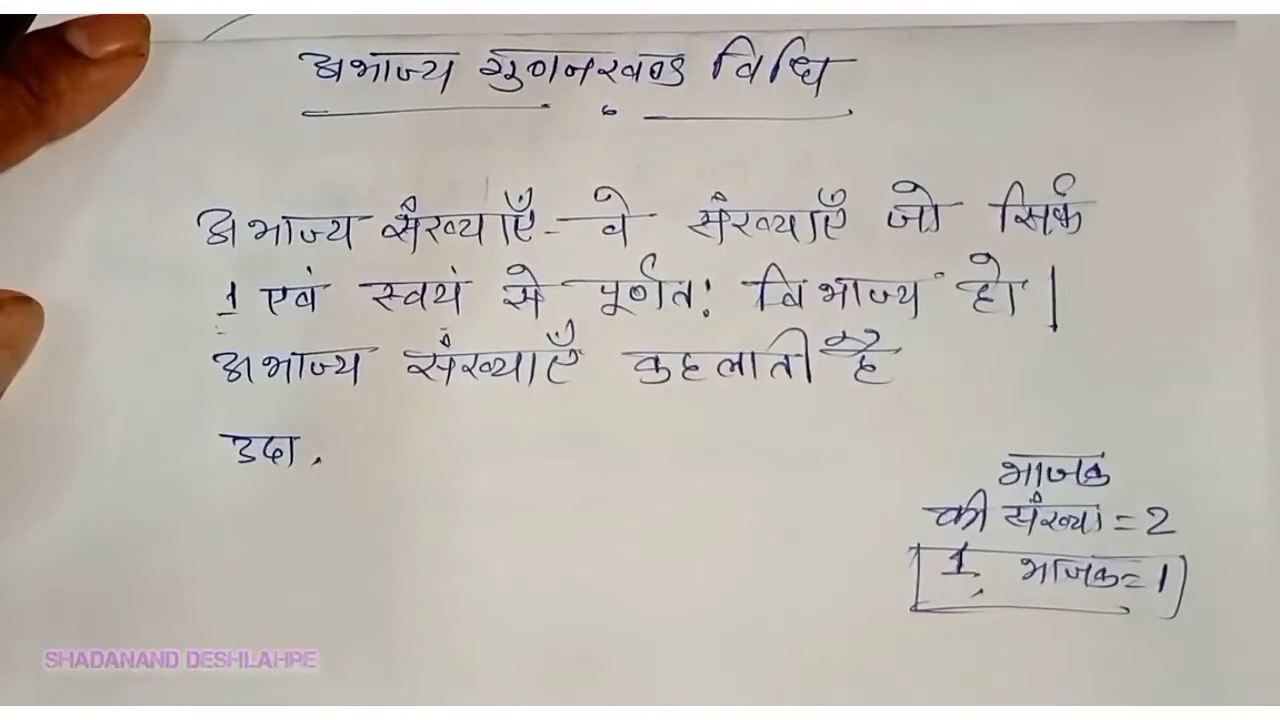 अभाज्य गुणनखण्ड विधि
अभाज्य संख्याएँ - वे संख्याएँ जो सिर्फ
1 एवं स्वयं से पूर्णत: विभाज्य हो |
अभाज्य संख्याएँ कहलाती है
उदा.
भाजक
की संख्या = 2
1. भाजक = 1
SHADANAND DESHLAHRE